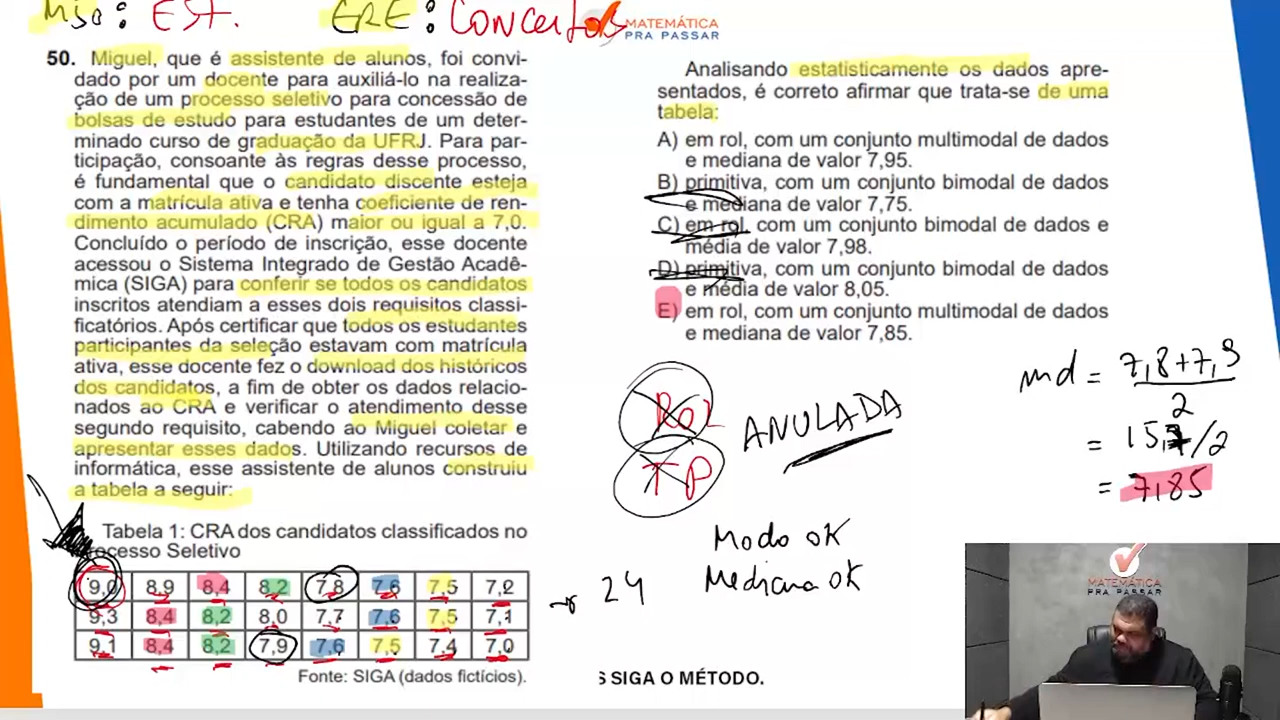 MSO: EST. ERE: CONCEITOS
MATEMÁTICA
PRA PASSAR
50. Miguel, que é assistente de alunos, foi convi-
dado por um docente para auxiliá-lo na realiza-
ção de um processo seletivo para concessão de
bolsas de estudo para estudantes de um deter-
minado curso de graduação da UFRJ. Para par-
ticipação, consoante às regras desse processo,
é fundamental que o candidato discente esteja
com a matrícula ativa e tenha coeficiente de ren-
dimento acumulado (CRA) maior ou igual a 7,0.
Concluído o período de inscrição, esse docente
acessou o Sistema Integrado de Gestão Acadê-
mica (SIGA) para conferir se todos os candidatos
inscritos atendiam a esses dois requisitos classi-
ficatórios. Após certificar que todos os estudantes
participantes da seleção estavam com matrícula
ativa, esse docente fez o download dos históricos
dos candidatos, a fim de obter os dados relacio-
nados ao CRA e verificar o atendimento desse
segundo requisito, cabendo ao Miguel coletar e
apresentar esses dados. Utilizando recursos de
informática, esse assistente de alunos construiu
a tabela a seguir:
Tabela 1: CRA dos candidatos classificados no
Processo Seletivo
9,0 8,9 8,4 8,2 7,8 7,6 7,5 7,2
9,3 8,4 8,2 8,0 7,7 7,6 7,5 7,1
9,1 8,4 8,2 7,9 7,6 7,5 7,4 7,0
Fonte: SIGA (dados fictícios).
Analisando estatisticamente os dados apre-
sentados, é correto afirmar que trata-se de uma
tabela:
A) em rol, com um conjunto multimodal de dados
e mediana de valor 7,95.
B) primitiva, com um conjunto bimodal de dados
e mediana de valor 7,75.
C) em rol, com um conjunto bimodal de dados e
média de valor 7,98.
D) primitiva, com um conjunto bimodal de dados
e média de valor 8,05.
E) em rol, com um conjunto multimodal de dados
e mediana de valor 7,85.
md = 7,8+7,9
2
= 15,7/2
= 7,85
ROL
TP
ANULADA
Modo OK
Mediana OK
24
S SIGA O MÉTODO.
MATEMÁTICA
PRA PASSAR